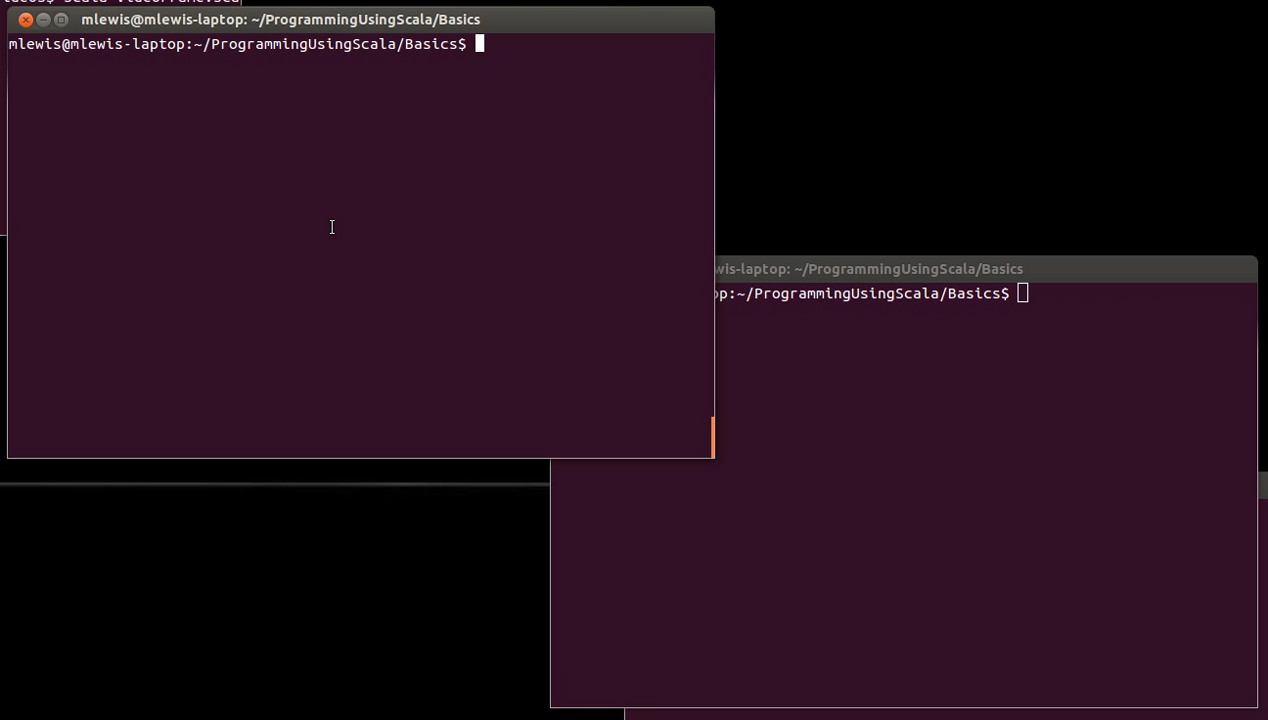 mlewis@mlewis-laptop: ~/ProgrammingUsingScala/Basics
mlewis@mlewis-laptop:~/ProgrammingUsingScala/Basics$
wis-laptop: ~/ProgrammingUsingScala/Basics
op:~/ProgrammingUsingScala/Basics$